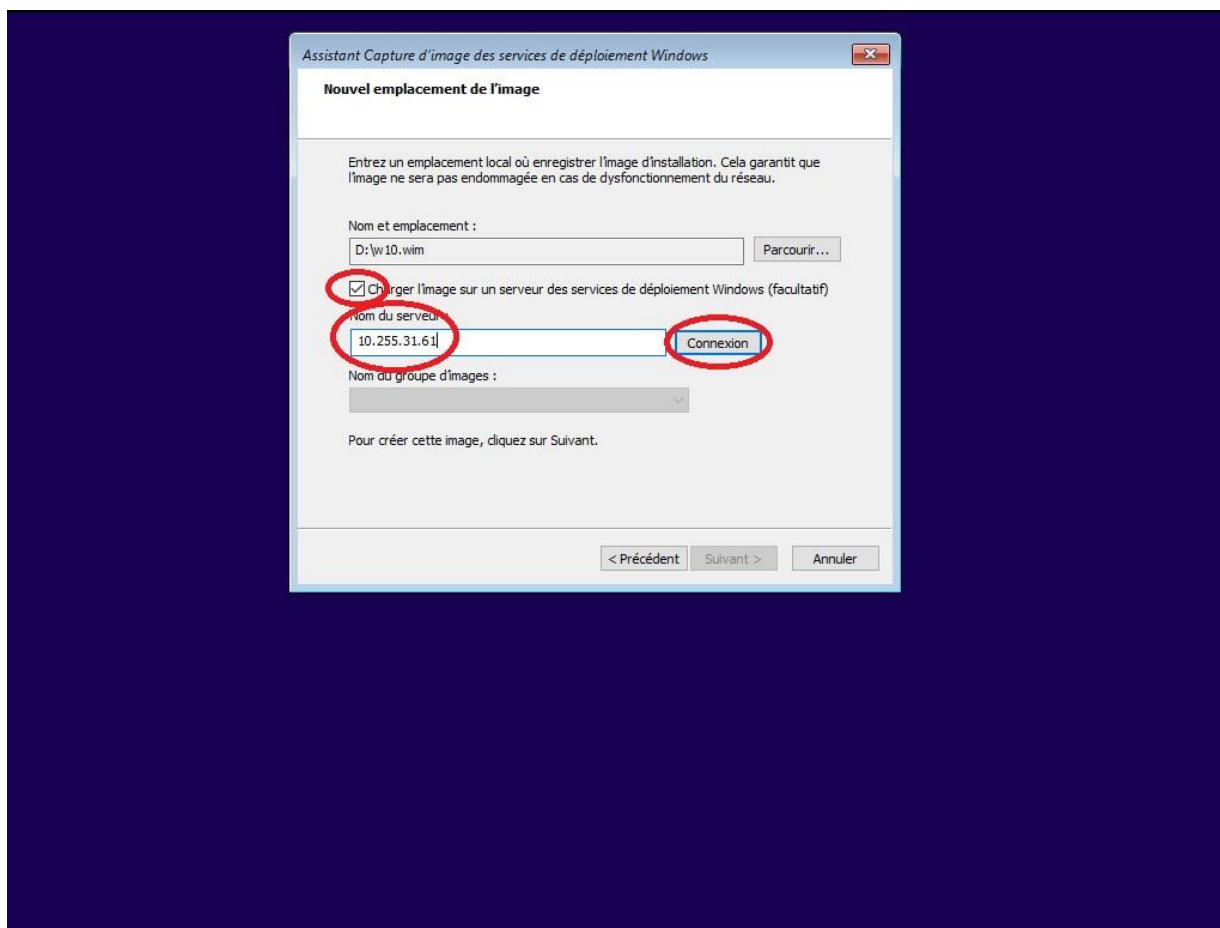 Assistant Capture d'image des services de déploiement Windows
Nouvel emplacement de l'image
Entrez un emplacement local où enregistrer l'image d'installation. Cela garantit que
l'image ne sera pas endommagée en cas de dysfonctionnement du réseau.
Nom et emplacement :
D:\w10.wim
Parcourir...
Charger l'image sur un serveur des services de déploiement Windows (facultatif)
Nom du serveur :
10.255.31.61
Connexion
Nom du groupe d'images :
Pour créer cette image, cliquez sur Suivant.
< Précédent Suivant > Annuler